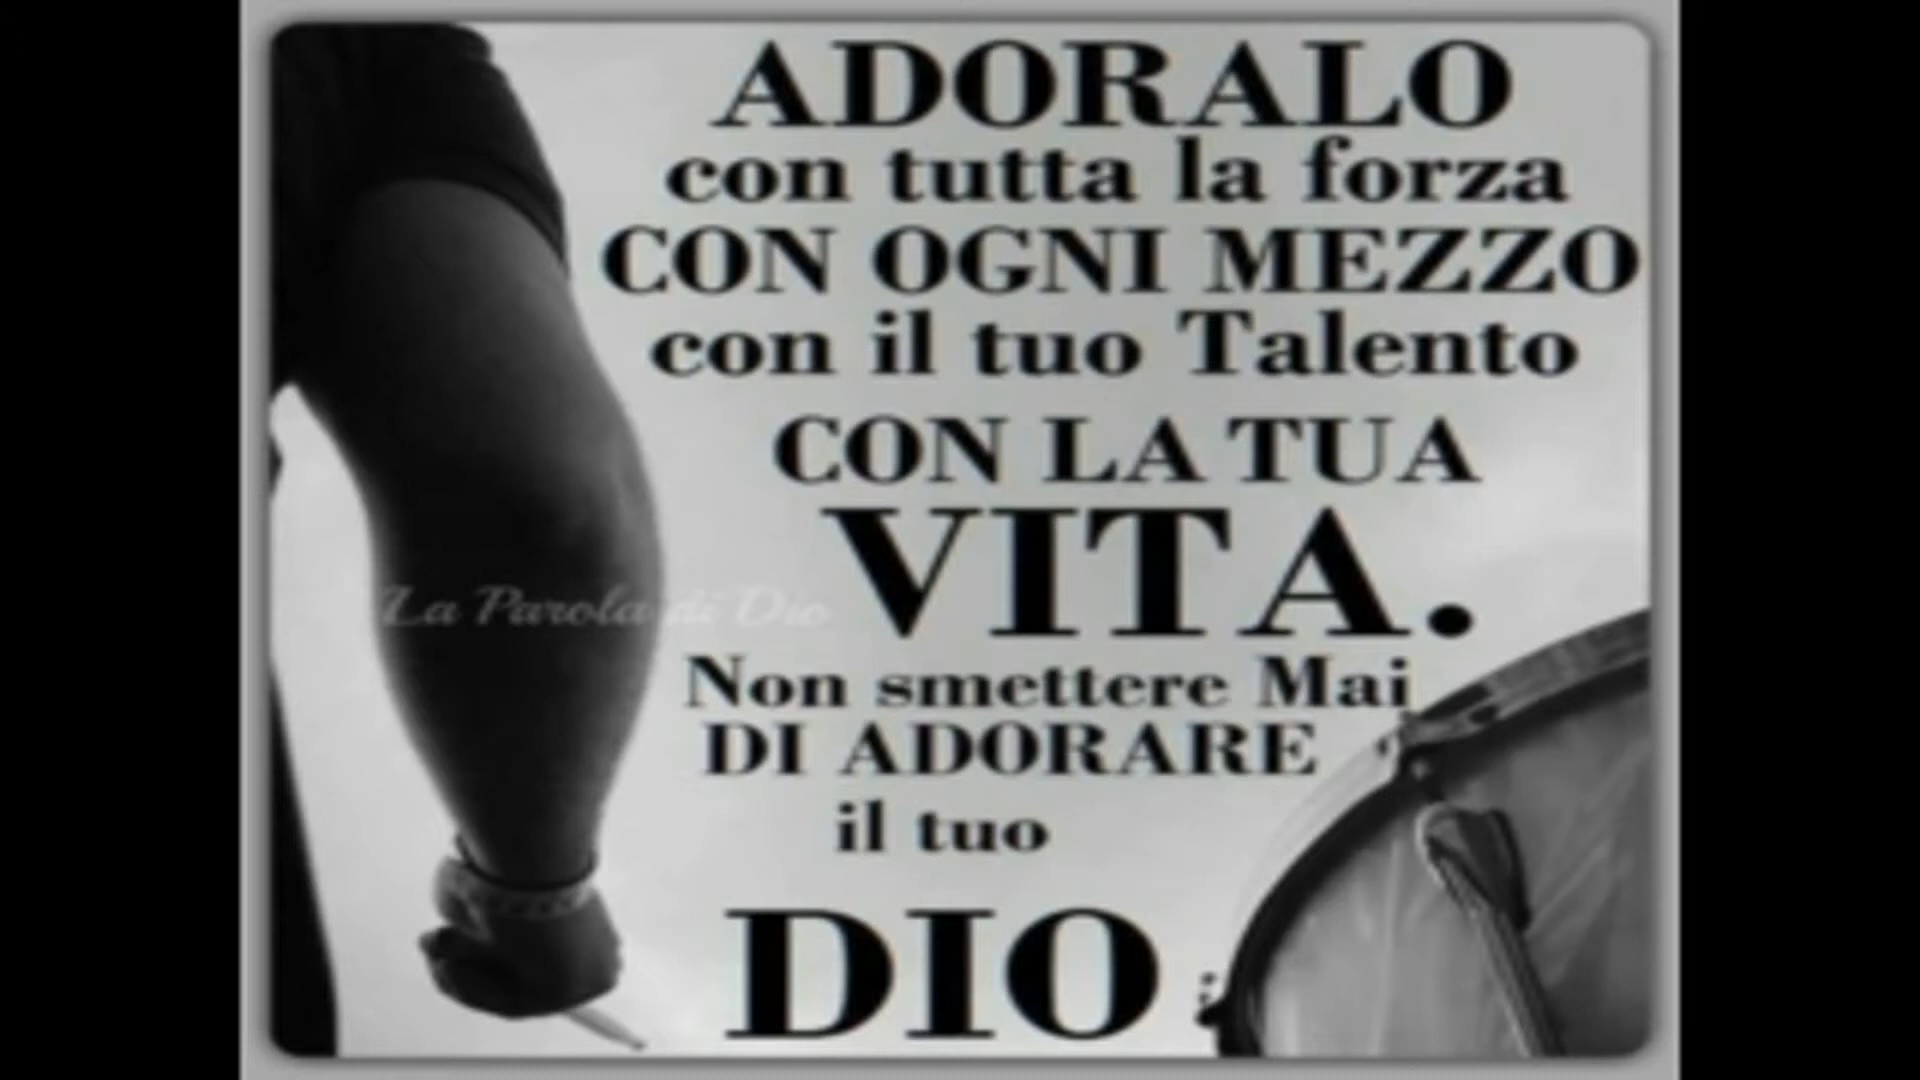 ADORALO
con tutta la forza
CON OGNI MEZZO
con il tuo Talento
CON LA TUA
VITA.
La Parola di Dio
Non smettere Mai
DI ADORARE
il tuo
DIO